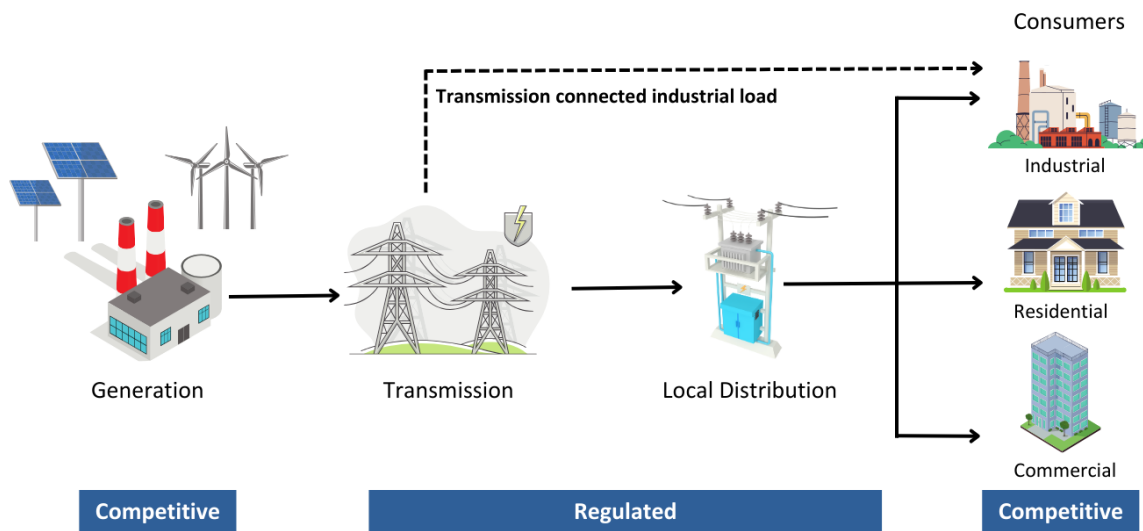 Consumers
Transmission connected industrial load
Industrial
Residential
Generation
Transmission
Local Distribution
Commercial
Competitive
Regulated
Competitive